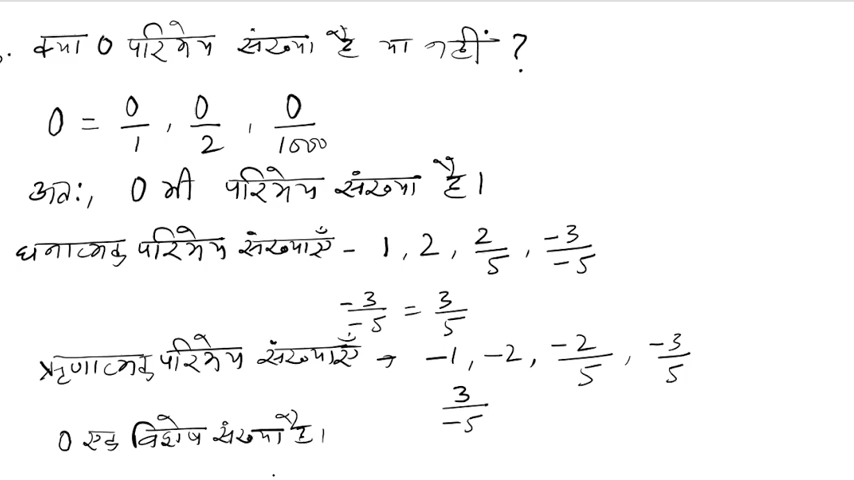 . क्या 0 परिमेय संख्या है या नहीं ?
0 = 0/1 , 0/2 , 0/1000
अतः, 0 भी परिमेय संख्या है।
धनात्मक परिमेय संख्याएँ - 1, 2, 2/5 , -3/-5
-3/-5 = 3/5
ऋणात्मक परिमेय संख्याएँ → -1, -2, -2/5 , -3/5
3/-5
0 एक विशेष संख्या है।